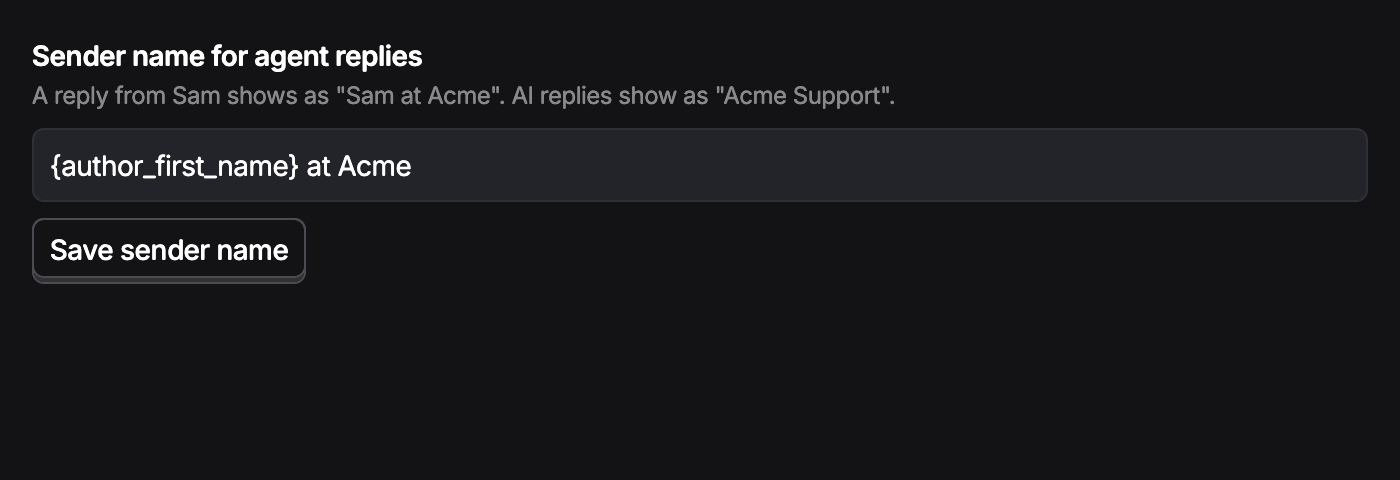 Sender name for agent replies
A reply from Sam shows as "Sam at Acme". AI replies show as "Acme Support".
{author_first_name} at Acme
Save sender name